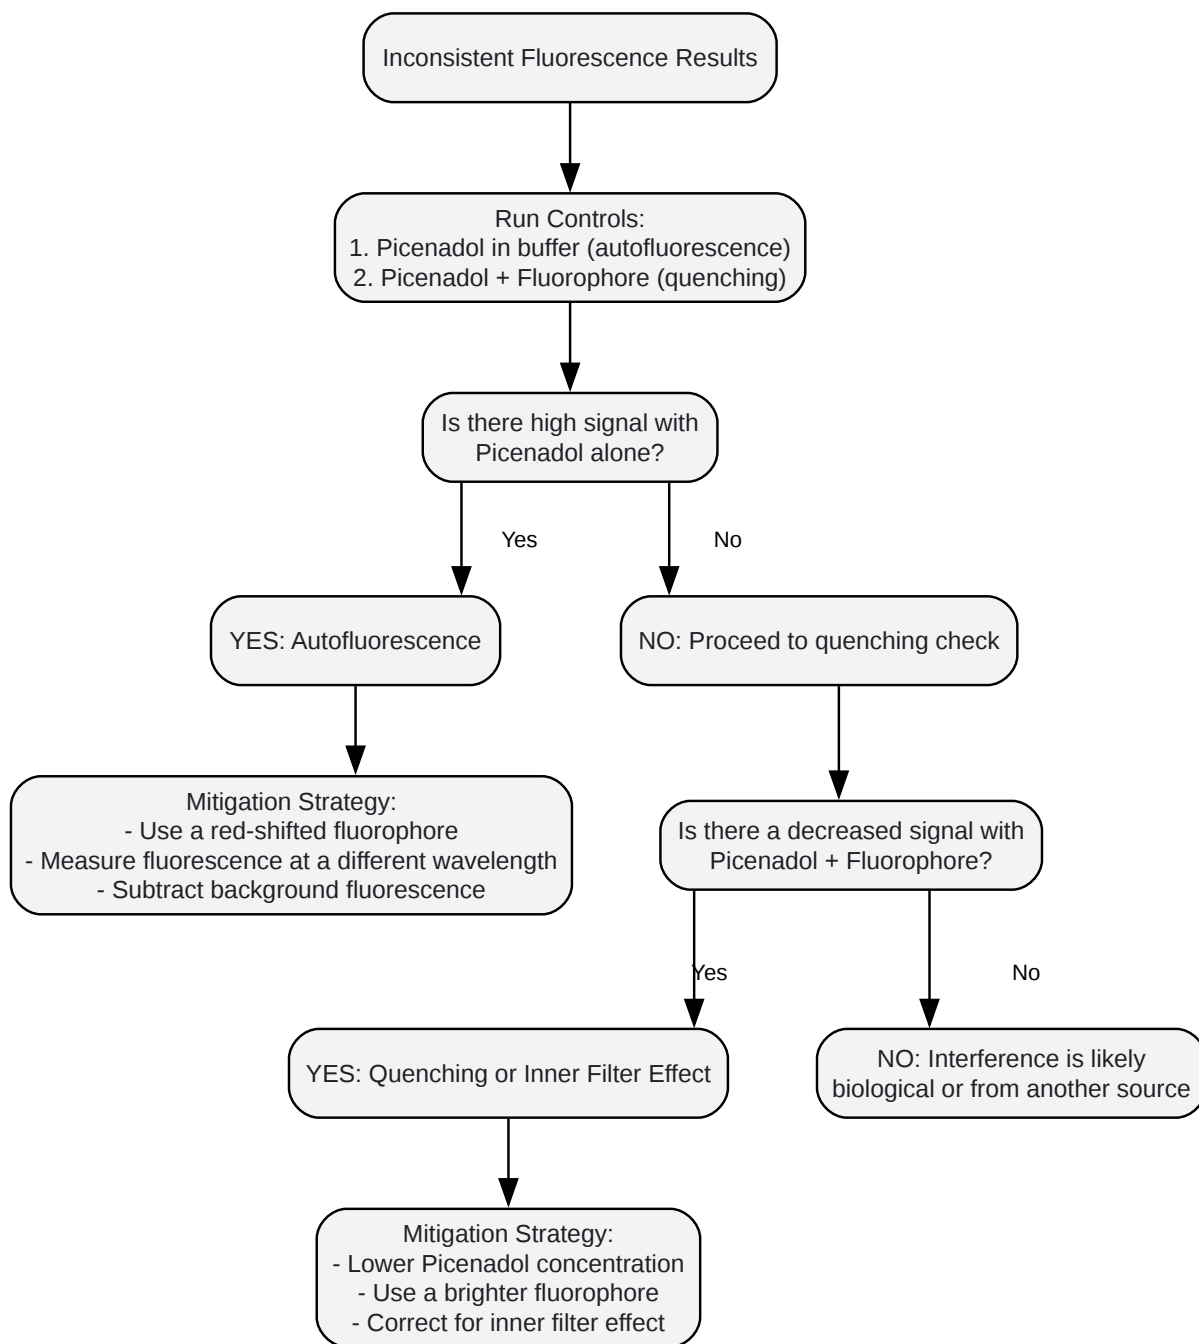 Inconsistent Fluorescence Results
Run Controls:
1. Picenadol in buffer (autofluorescence)
2. Picenadol + Fluorophore (quenching)
Is there high signal with
Picenadol alone?
Yes
No
YES: Autofluorescence
NO: Proceed to quenching check
Mitigation Strategy:
- Use a red-shifted fluorophore
- Measure fluorescence at a different wavelength
- Subtract background fluorescence
Is there a decreased signal with
Picenadol + Fluorophore?
Yes
No
YES: Quenching or Inner Filter Effect
NO: Interference is likely
biological or from another source
Mitigation Strategy:
- Lower Picenadol concentration
- Use a brighter fluorophore
- Correct for inner filter effect